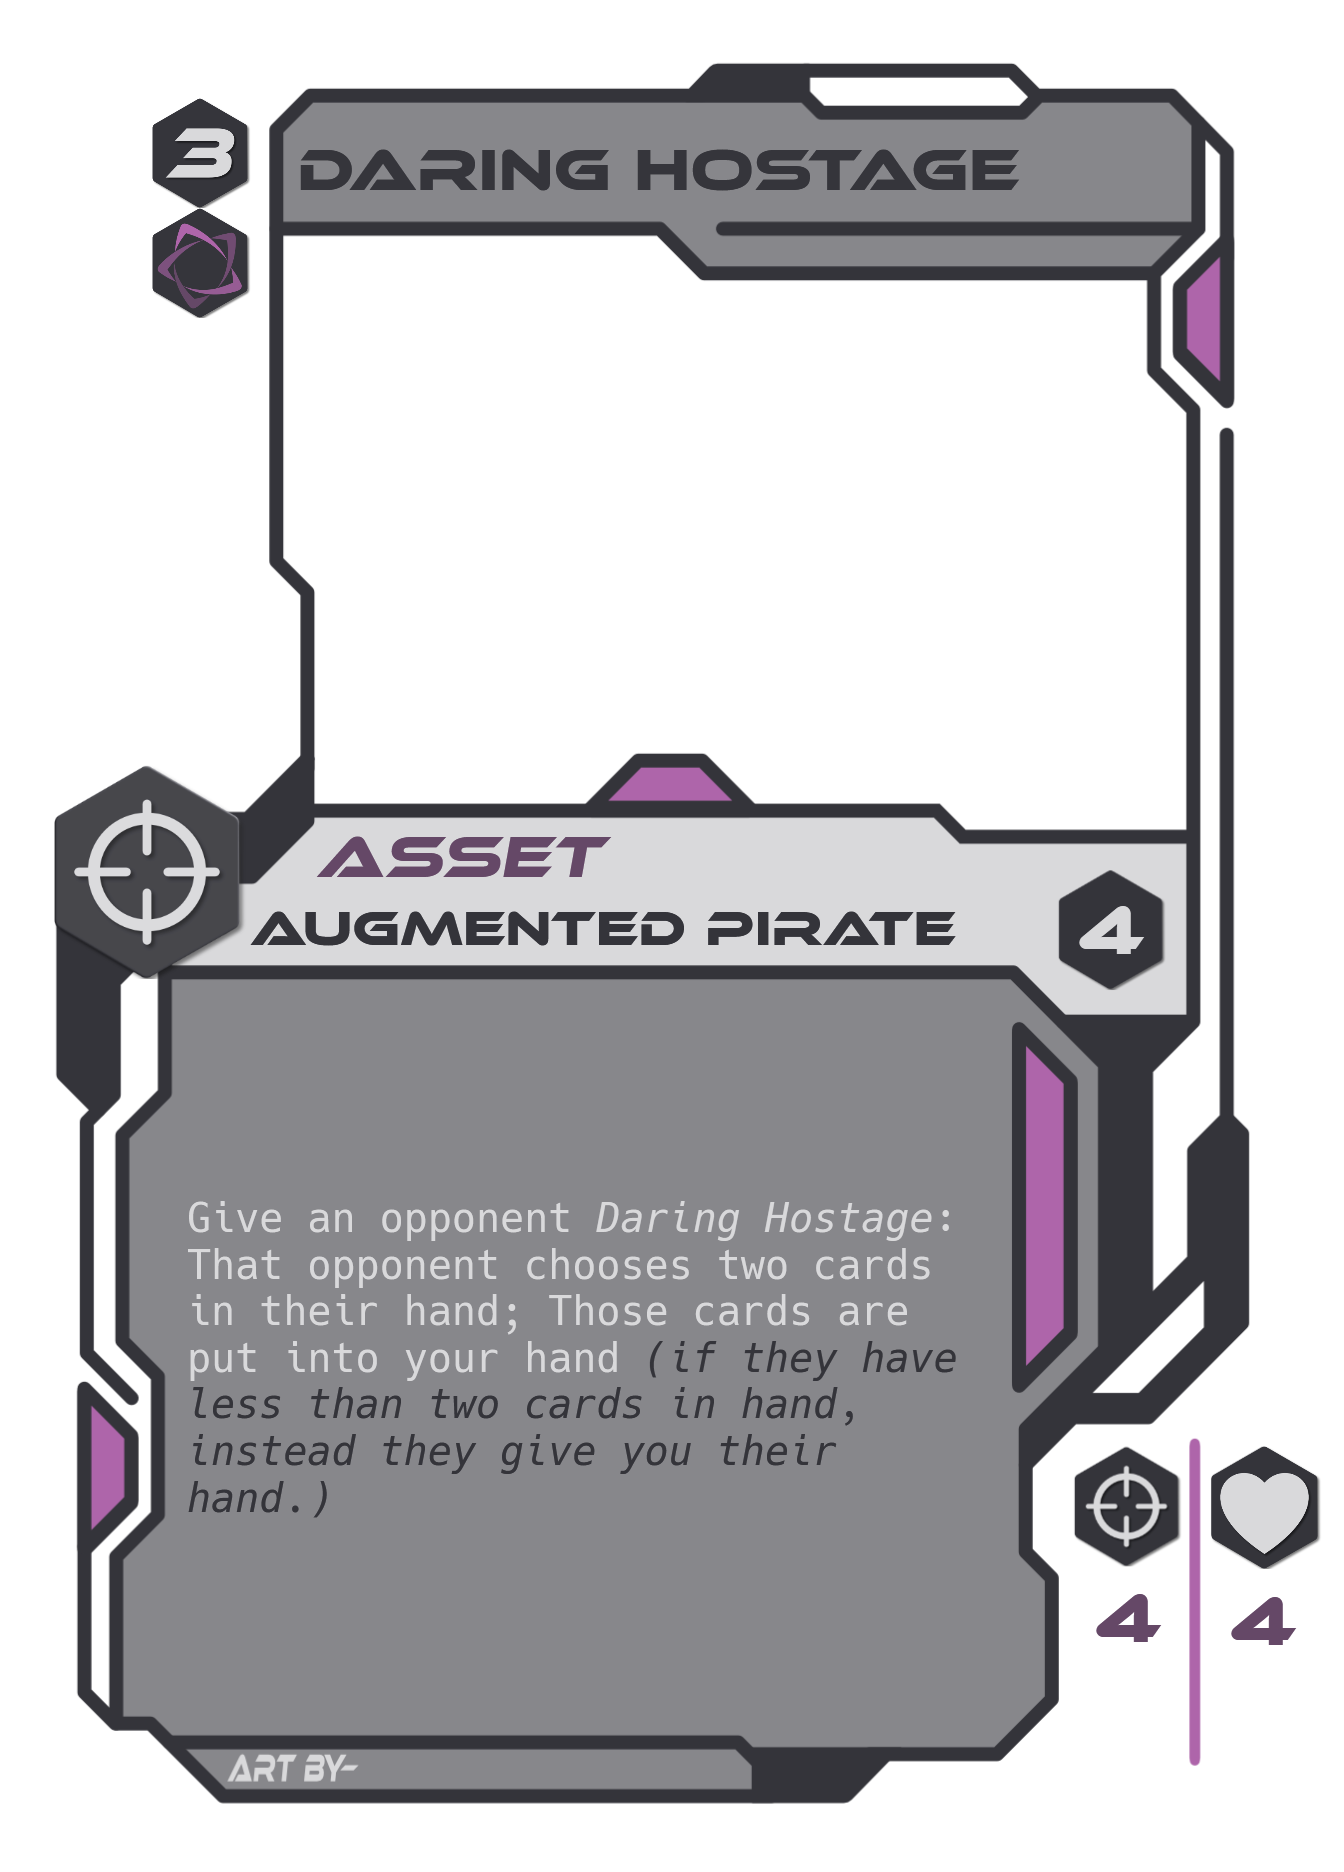 3
DARING HOSTAGE
ASSET
AUGMENTED PIRATE
4
Give an opponent Daring Hostage:
That opponent chooses two cards
in their hand; Those cards are
put into your hand (if they have
less than two cards in hand,
instead they give you their
hand.)
4
4
ART BY-